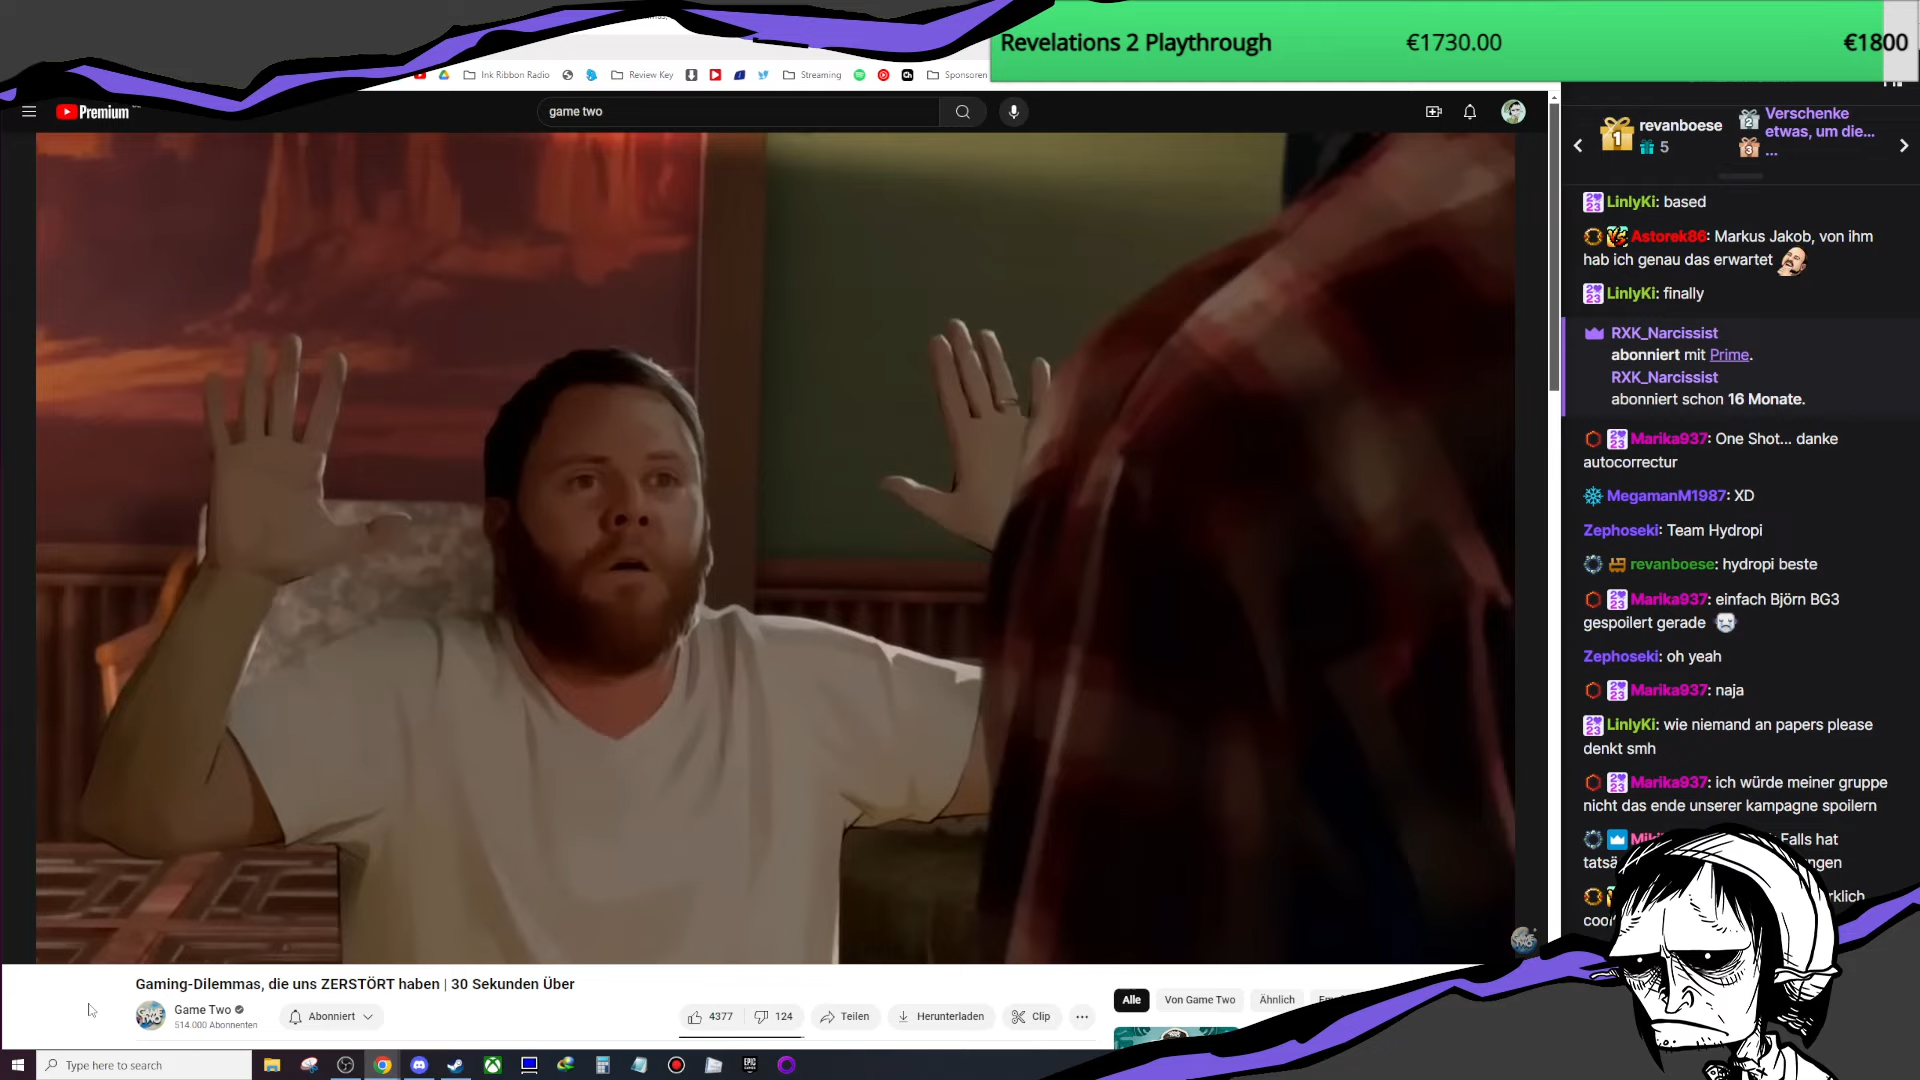 Revelations 2 Playthrough €1730.00 €1800
Ink Ribbon Radio Review Key Streaming Sponsoren
Premium
game two
revanboese
5
Verschenke
etwas, um die...
...
LinlyKi: based
Astorek86: Markus Jakob, von ihm
hab ich genau das erwartet
LinlyKi: finally
RXK_Narcissist
abonniert mit Prime.
RXK_Narcissist
abonniert schon 16 Monate.
Marika937: One Shot... danke
autocorrectur
MegamanM1987: XD
Zephoseki: Team Hydropi
revanboese: hydropi beste
Marika937: einfach Björn BG3
gespoilert gerade
Zephoseki: oh yeah
Marika937: naja
LinlyKi: wie niemand an papers please
denkt smh
Marika937: ich würde meiner gruppe
nicht das ende unserer kampagne spoilern
Falls hat
GAME TWO
Gaming-Dilemmas, die uns ZERSTÖRT haben | 30 Sekunden Über
Game Two
514.000 Abonnenten
Abonniert
4377 124 Teilen Herunterladen Clip
Alle Von Game Two Ähnlich
Type here to search